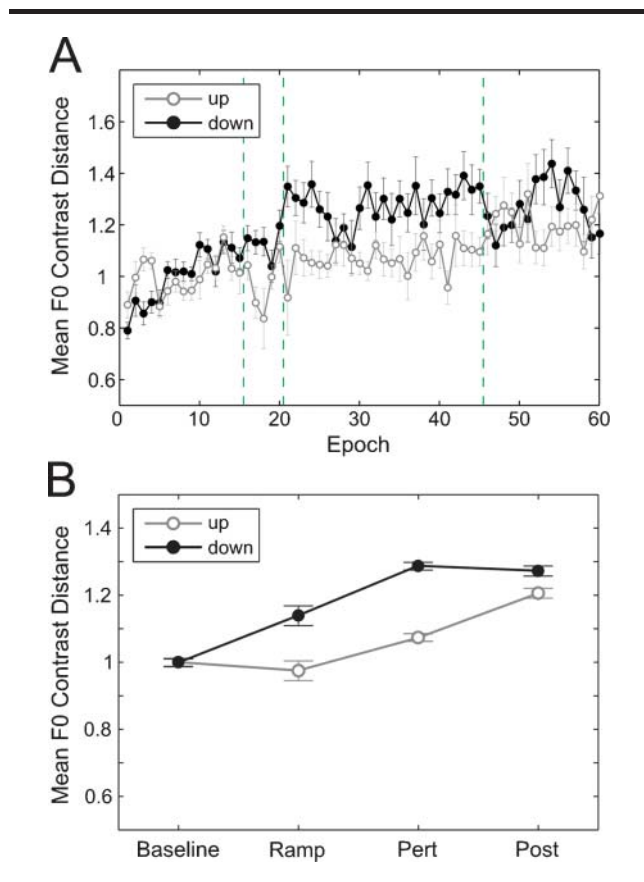 A
up
down
Mean F0 Contrast Distance
1.6
1.4
1.2
1
0.8
0.6
0
10
20
30
40
50
60
Epoch
B
up
down
Mean F0 Contrast Distance
1.4
1.2
1
0.8
0.6
Baseline
Ramp
Pert
Post